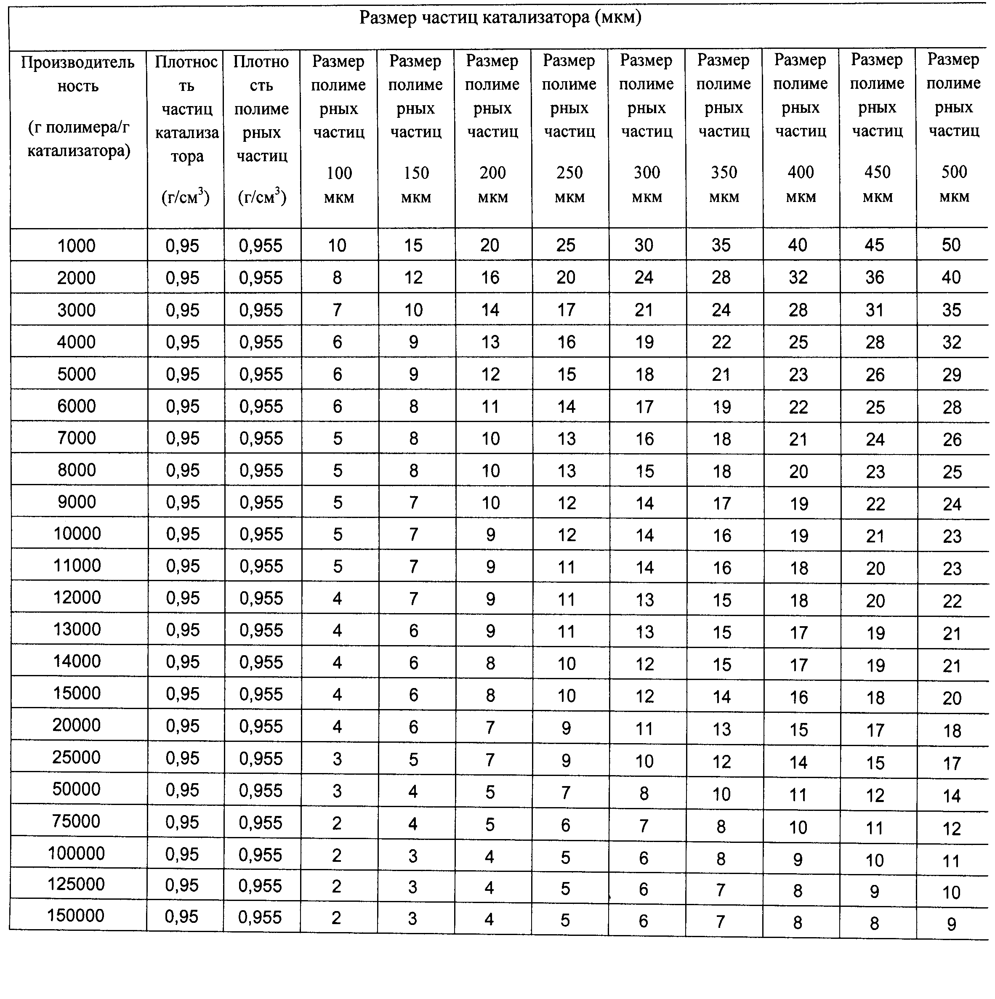 Размер частиц катализатора (мкм)
Производитель
ность
(г полимера/г
катализатора)
Плотнос
ть
частиц
катализа
тора
(г/см³)
Плотно
сть
полиме
рных
частиц
(г/см³)
Размер
полиме
рных
частиц
100
мкм
Размер
полиме
рных
частиц
150
мкм
Размер
полиме
рных
частиц
200
мкм
Размер
полиме
рных
частиц
250
мкм
Размер
полиме
рных
частиц
300
мкм
Размер
полиме
рных
частиц
350
мкм
Размер
полиме
рных
частиц
400
мкм
Размер
полиме
рных
частиц
450
мкм
Размер
полиме
рных
частиц
500
мкм
1000 0,95 0,955 10 15 20 25 30 35 40 45 50
2000 0,95 0,955 8 12 16 20 24 28 32 36 40
3000 0,95 0,955 7 10 14 17 21 24 28 31 35
4000 0,95 0,955 6 9 13 16 19 22 25 28 32
5000 0,95 0,955 6 9 12 15 18 21 23 26 29
6000 0,95 0,955 6 8 11 14 17 19 22 25 28
7000 0,95 0,955 5 8 10 13 16 18 21 24 26
8000 0,95 0,955 5 8 10 13 15 18 20 23 25
9000 0,95 0,955 5 7 10 12 14 17 19 22 24
10000 0,95 0,955 5 7 9 12 14 16 19 21 23
11000 0,95 0,955 5 7 9 11 14 16 18 20 23
12000 0,95 0,955 4 7 9 11 13 15 18 20 22
13000 0,95 0,955 4 6 9 11 13 15 17 19 21
14000 0,95 0,955 4 6 8 10 12 15 17 19 21
15000 0,95 0,955 4 6 8 10 12 14 16 18 20
20000 0,95 0,955 4 6 7 9 11 13 15 17 18
25000 0,95 0,955 3 5 7 9 10 12 14 15 17
50000 0,95 0,955 3 4 5 7 8 10 11 12 14
75000 0,95 0,955 2 4 5 6 7 8 10 11 12
100000 0,95 0,955 2 3 4 5 6 8 9 10 11
125000 0,95 0,955 2 3 4 5 6 7 8 9 10
150000 0,95 0,955 2 3 4 5 6 7 8 8 9